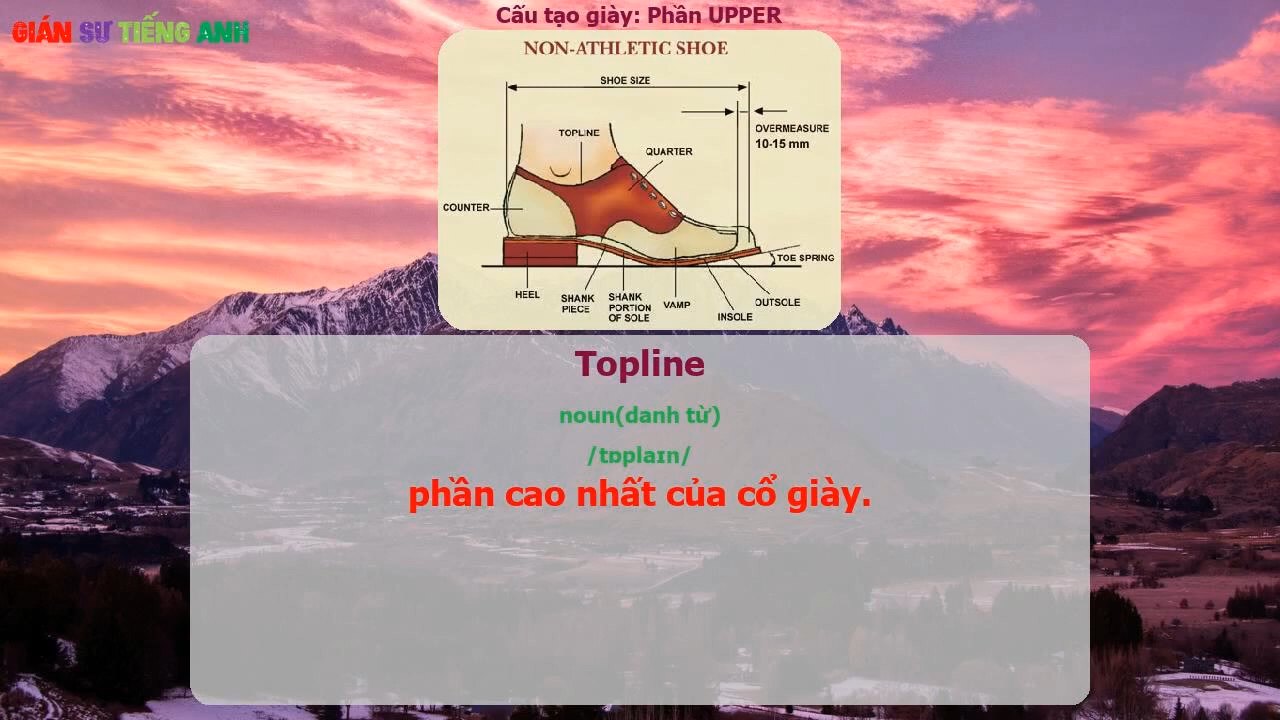 Cấu tạo giày: Phần UPPER
GIÁN SƯ TIẾNG ANH
NON-ATHLETIC SHOE
SHOE SIZE
OVERMEASURE
10-15 mm
TOPLINE
QUARTER
COUNTER
TOE SPRING
HEEL
SHANK
PIECE
SHANK
PORTION
OF SOLE
VAMP
INSOLE
OUTSOLE
Topline
noun(danh từ)
/tɒplaɪn/
phần cao nhất của cổ giày.